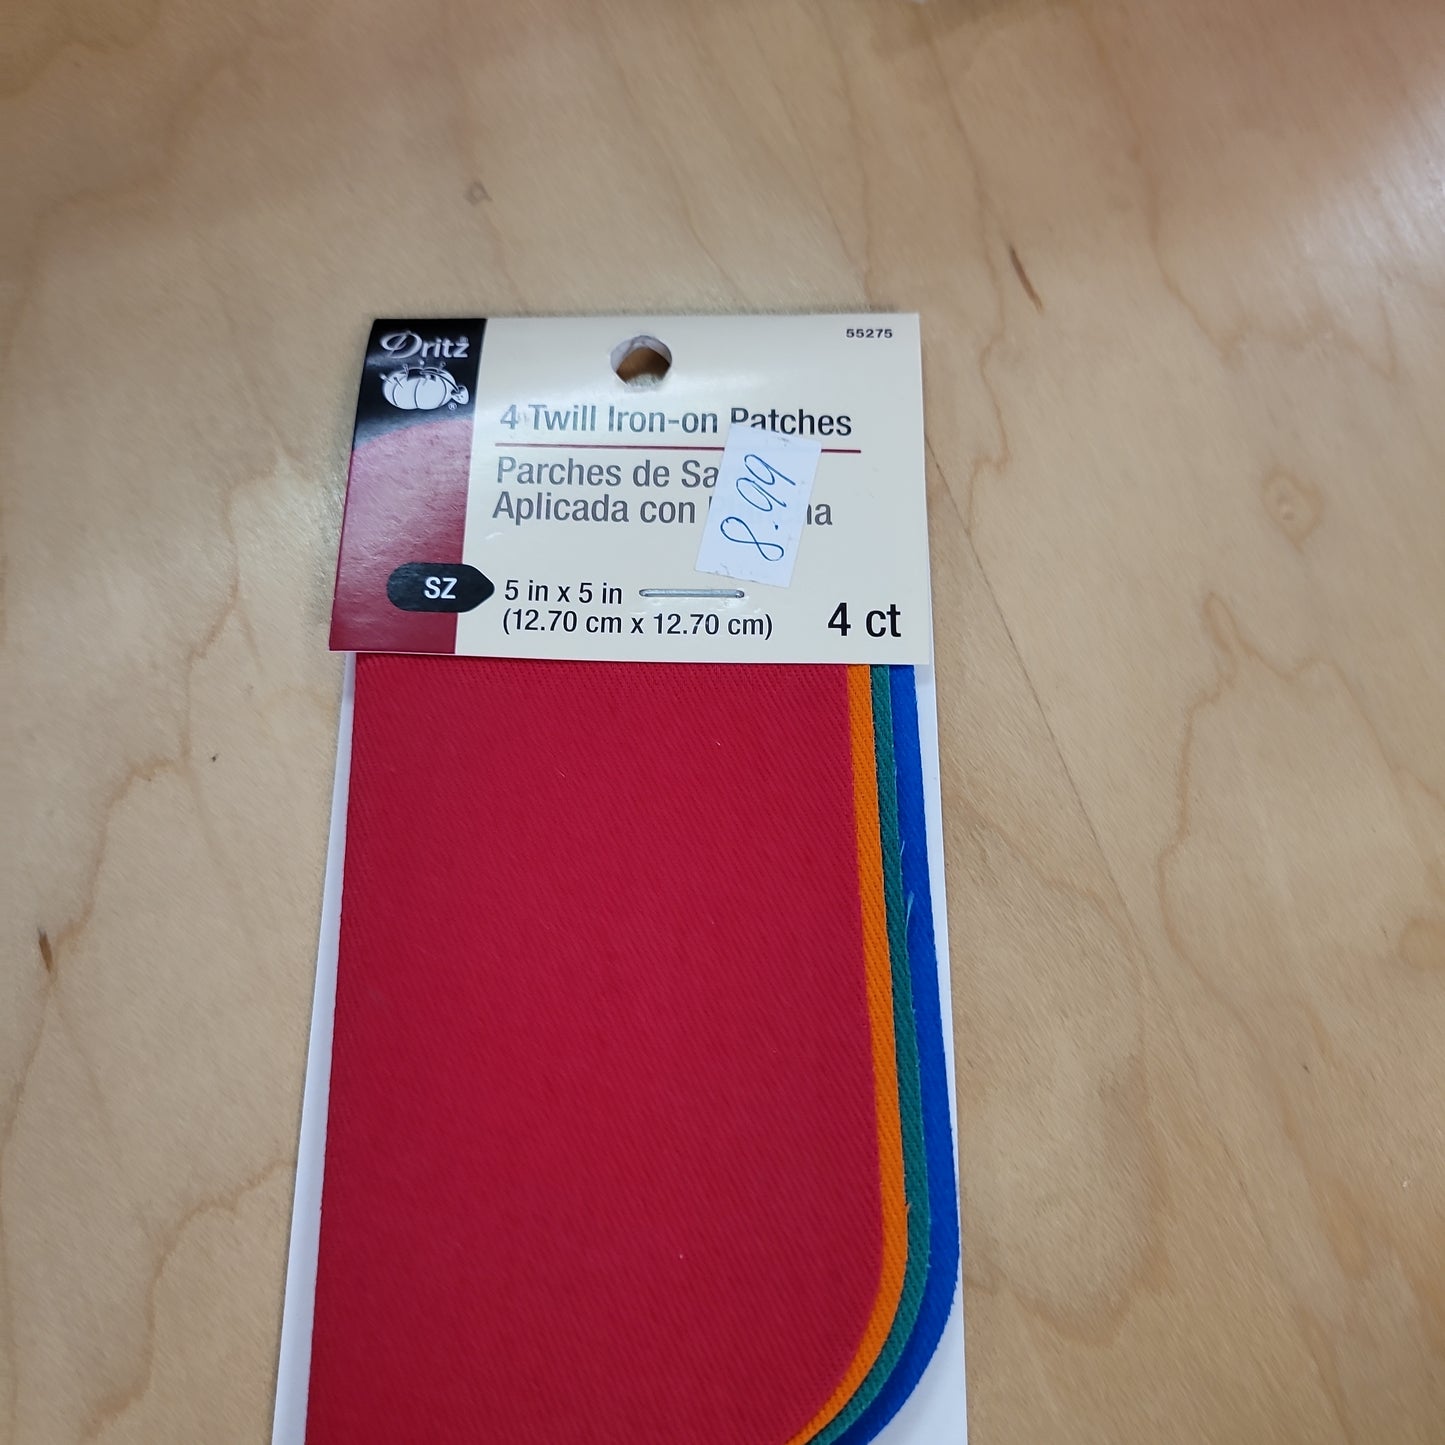 Dritz®
55275
4 Twill Iron-on Patches
Parches de
Aplicada con
8.99
SZ
5 in x 5 in
(12.70 cm x 12.70 cm)
4 ct